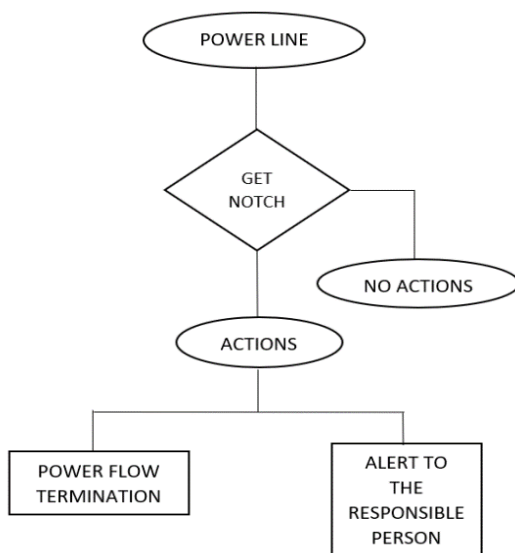 POWER LINE
GET
NOTCH
NO ACTIONS
ACTIONS
POWER FLOW
TERMINATION
ALERT TO
THE
RESPONSIBLE
PERSON